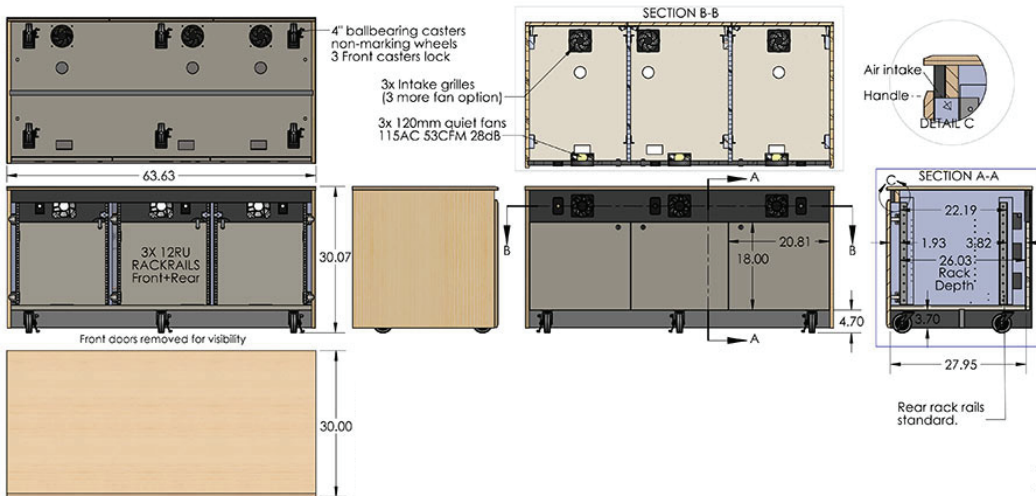 4" ballbearing casters
non-marking wheels
3 Front casters lock
63.63
SECTION B-B
3x Intake grilles
(3 more fan option)
3x 120mm quiet fans
115AC 53CFM 28dB
Air intake
Handle
DETAIL C
3X 12RU
RACKRAILS
Front+Rear
30.07
Front doors removed for visibility
A
B
B
20.81
18.00
4.70
A
SECTION A-A
C
22.19
1.93
3.82
26.03
Rack
Depth
3.70
27.95
Rear rack rails
standard.
30.00